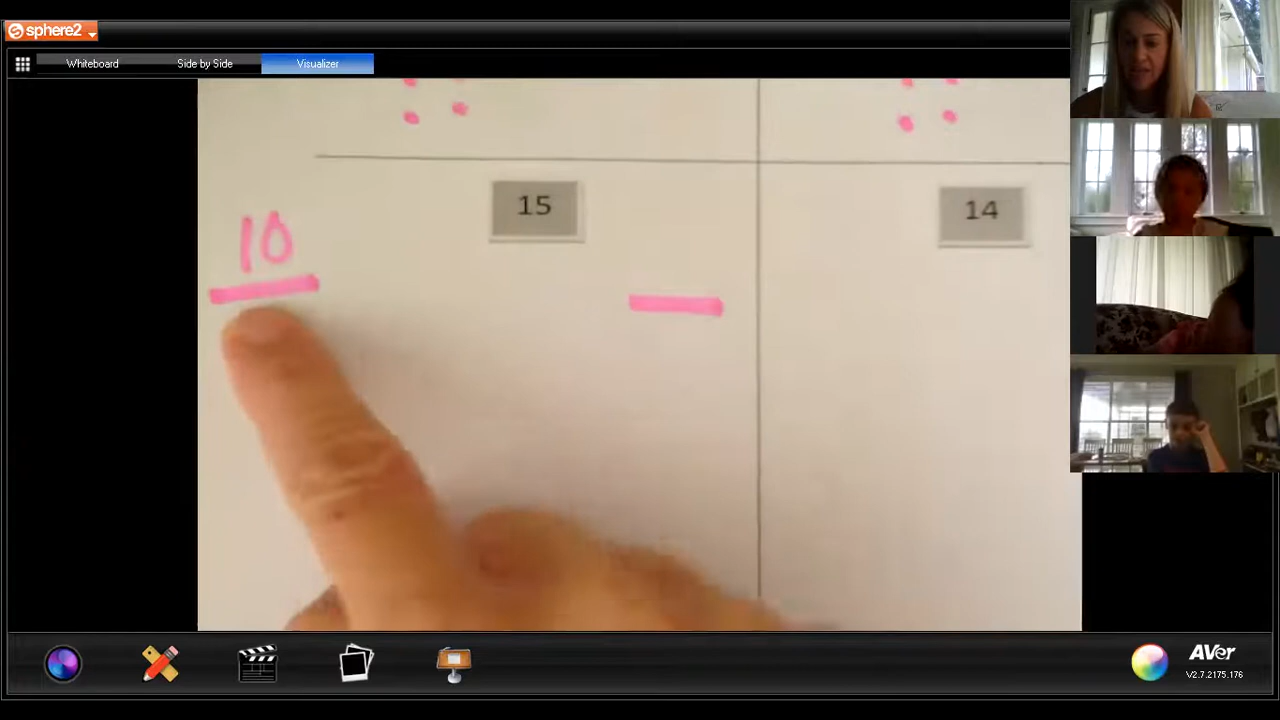 sphere2
Whiteboard Side by Side Visualizer
15 14
10
AVer
V2.7.2175.176